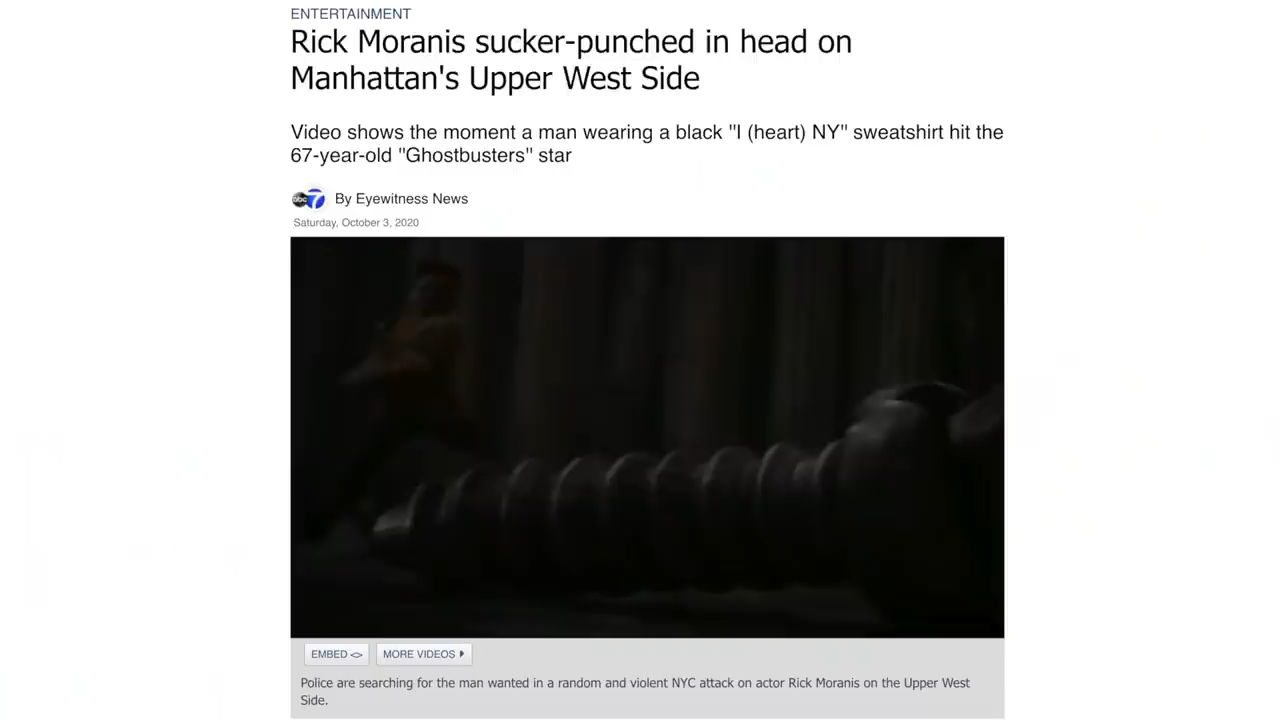 ENTERTAINMENT
Rick Moranis sucker-punched in head on
Manhattan's Upper West Side
Video shows the moment a man wearing a black "I (heart) NY" sweatshirt hit the
67-year-old "Ghostbusters" star
abc 7 By Eyewitness News
Saturday, October 3, 2020
EMBED <> MORE VIDEOS
Police are searching for the man wanted in a random and violent NYC attack on actor Rick Moranis on the Upper West
Side.